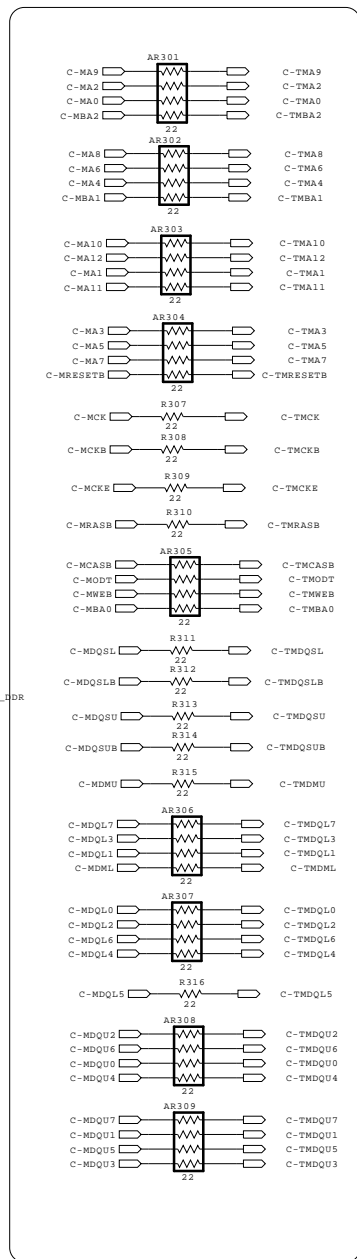 AR301
C-MA9 C-TMA9
C-MA2 C-TMA2
C-MA0 C-TMA0
C-MBA2 C-TMBA2
22
AR302
C-MA8 C-TMA8
C-MA6 C-TMA6
C-MA4 C-TMA4
C-MBA1 C-TMBA1
22
AR303
C-MA10 C-TMA10
C-MA12 C-TMA12
C-MA1 C-TMA1
C-MA11 C-TMA11
22
AR304
C-MA3 C-TMA3
C-MA5 C-TMA5
C-MA7 C-TMA7
C-MRESETB C-TMRESETB
22
R307
C-MCK C-TMCK
22
R308
C-MCKB C-TMCKB
22
R309
C-MCKE C-TMCKE
22
R310
C-MRASB C-TMRASB
22
AR305
C-MCASB C-TMCASB
C-MODT C-TMODT
C-MWEB C-TMWEB
C-MBA0 C-TMBA0
22
R311
C-MDQSL C-TMDQSL
22
R312
C-MDQSLB C-TMDQSLB
22
_DDR
R313
C-MDQSU C-TMDQSU
22
R314
C-MDQSUB C-TMDQSUB
22
R315
C-MDMU C-TMDMU
22
AR306
C-MDQL7 C-TMDQL7
C-MDQL3 C-TMDQL3
C-MDQL1 C-TMDQL1
C-MDML C-TMDML
22
AR307
C-MDQL0 C-TMDQL0
C-MDQL2 C-TMDQL2
C-MDQL6 C-TMDQL6
C-MDQL4 C-TMDQL4
22
R316
C-MDQL5 C-TMDQL5
22
AR308
C-MDQU2 C-TMDQU2
C-MDQU6 C-TMDQU6
C-MDQU0 C-TMDQU0
C-MDQU4 C-TMDQU4
22
AR309
C-MDQU7 C-TMDQU7
C-MDQU1 C-TMDQU1
C-MDQU5 C-TMDQU5
C-MDQU3 C-TMDQU3
22